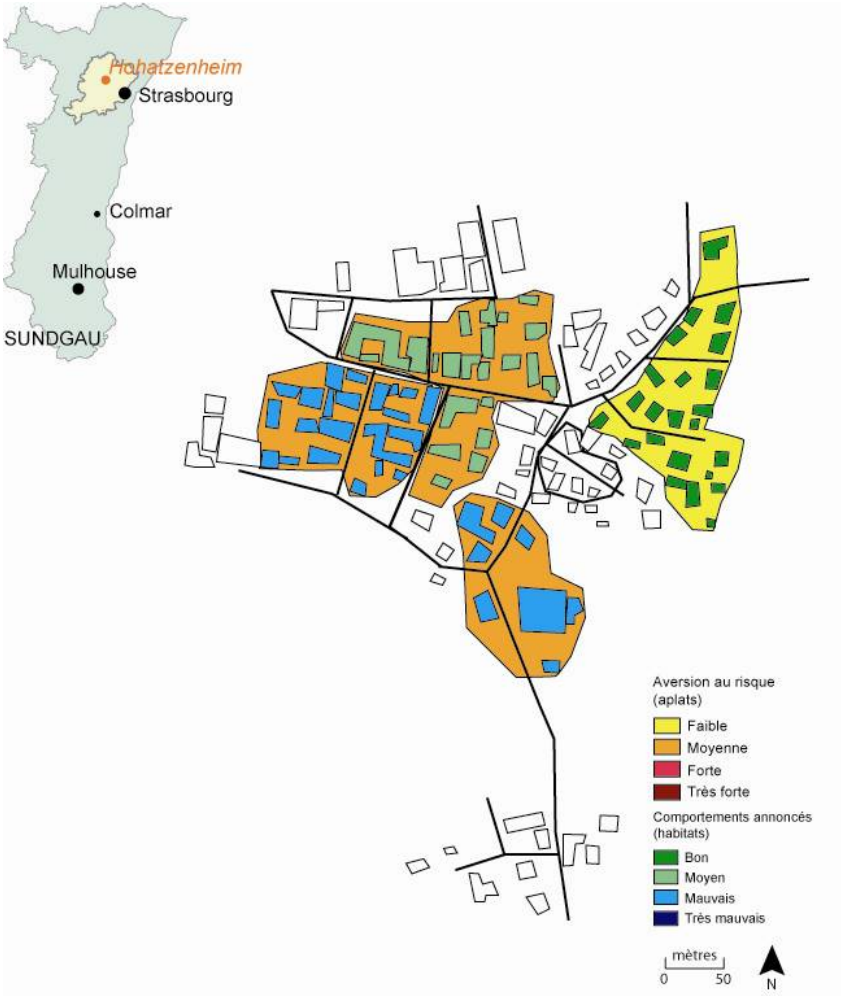 Hohatzenheim
Strasbourg
Colmar
Mulhouse
SUNDGAU
Aversion au risque
(aplats)
Faible
Moyenne
Forte
Très forte
Comportements annoncés
(habitats)
Bon
Moyen
Mauvais
Très mauvais
mètres
0 50
N